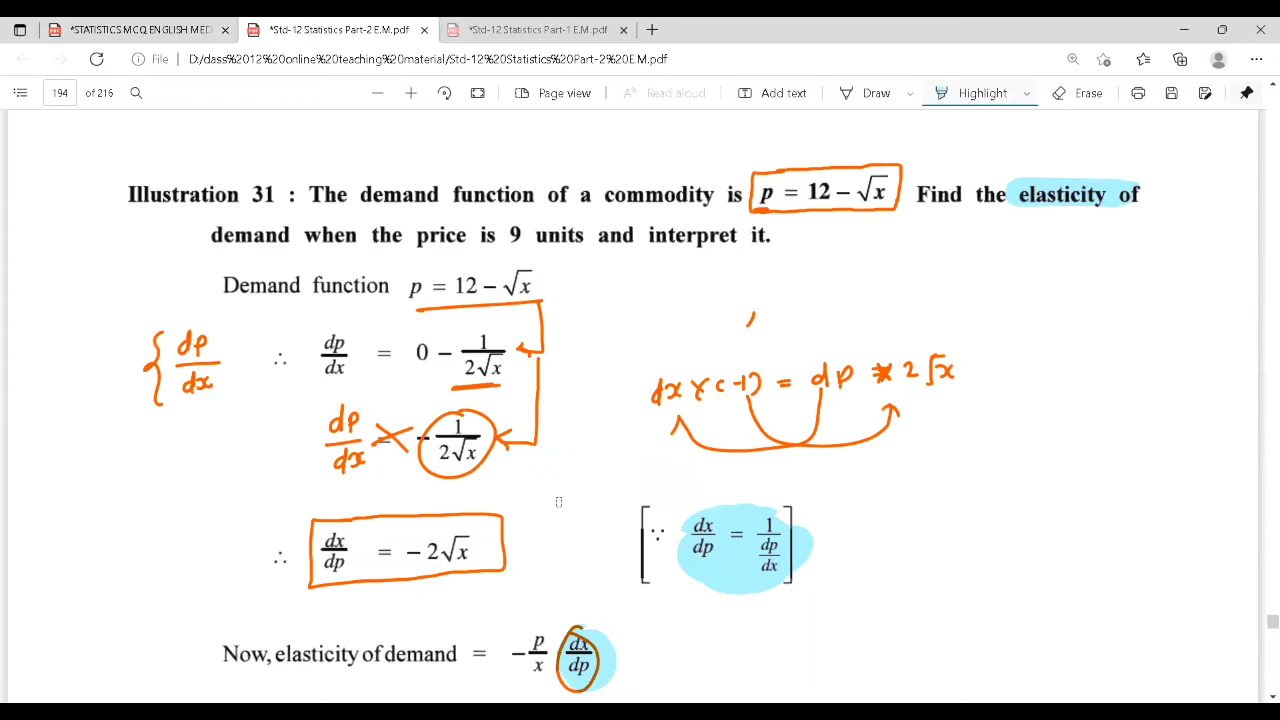 *STATISTICS MCQ ENGLISH MED
*Std-12 Statistics Part-2 E.M.pdf
*Std-12 Statistics Part-1 E.M.pdf
File D:/class%2012%20online%20teaching%20material/Std-12%20Statistics%20Part-2%20E.M.pdf
194 of 216 Page view Read aloud Add text Draw Highlight Erase
Illustration 31 : The demand function of a commodity is p = 12 − √x Find the elasticity of
demand when the price is 9 units and interpret it.
Demand function p = 12 − √x
{ dp/dx ∴ dp/dx = 0 − 1/2√x
dx × (-1) = dp * 2√x
dp/dx = − 1/2√x
∴ dx/dp = − 2√x [∵ dx/dp = 1/(dp/dx)]
Now, elasticity of demand = − p/x dx/dp